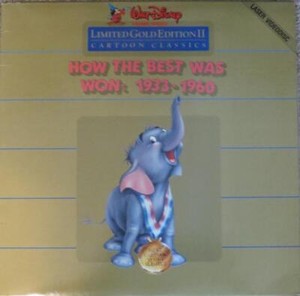 Walt Disney
LIMITED GOLD EDITION II
CARTOON CLASSICS
LASER VIDEODISC
HOW THE BEST WAS
WON: 1933-1960